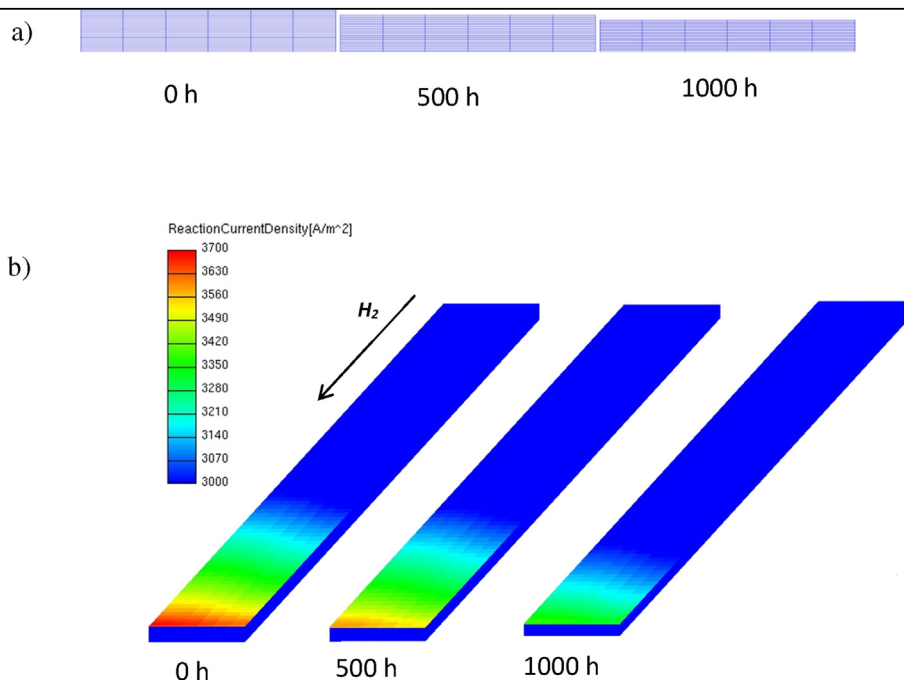 a)
0 h
500 h
1000 h
b)
ReactionCurrentDensity[A/m^2]
3700
3630
3560
3490
3420
3350
3280
3210
3140
3070
3000
H₂
0 h
500 h
1000 h